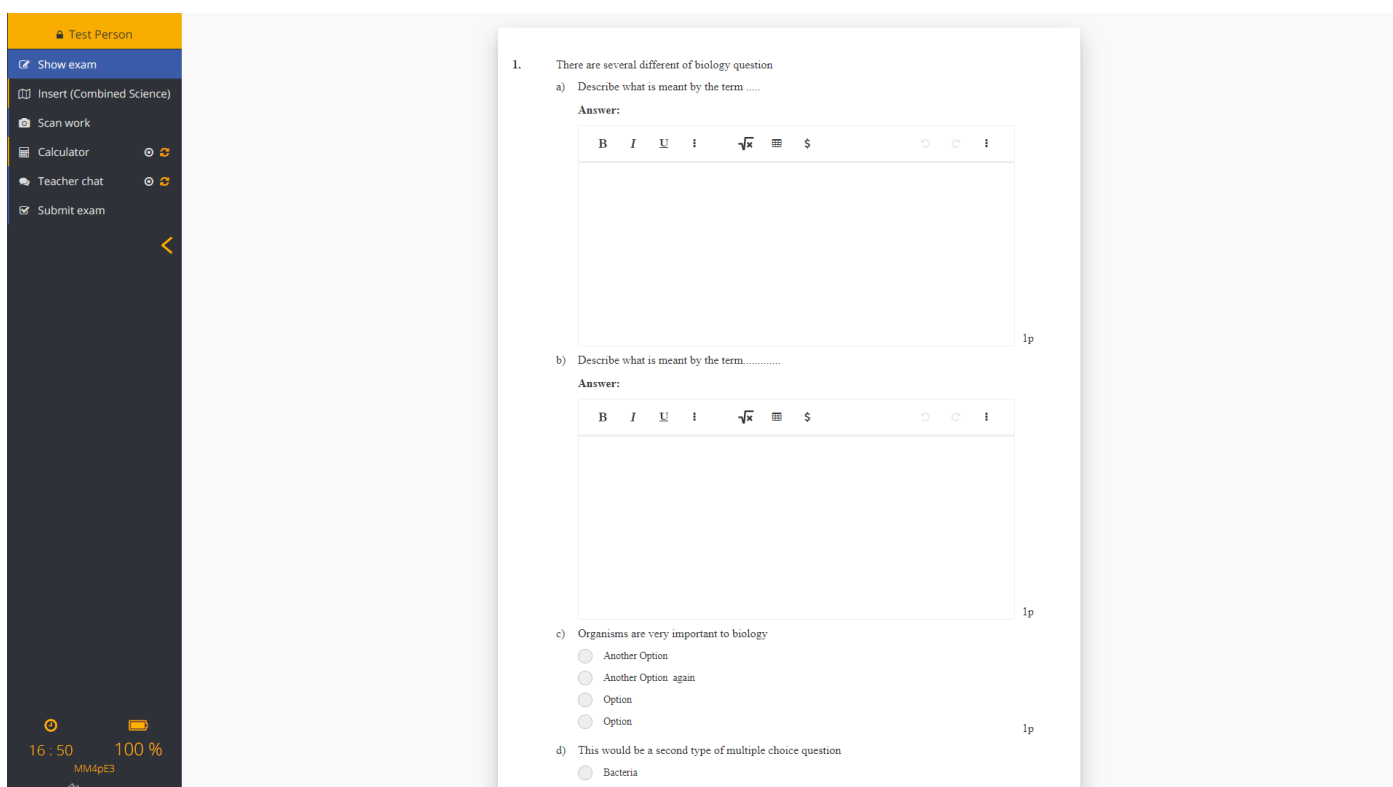 Test Person
Show exam
Insert (Combined Science)
Scan work
Calculator
Teacher chat
Submit exam
16 : 50
100 %
MM4pE3
1. There are several different of biology question
a) Describe what is meant by the term .....
Answer:
B I U √x $
1p
b) Describe what is meant by the term.............
Answer:
B I U √x $
1p
c) Organisms are very important to biology
Another Option
Another Option again
Option
Option
1p
d) This would be a second type of multiple choice question
Bacteria